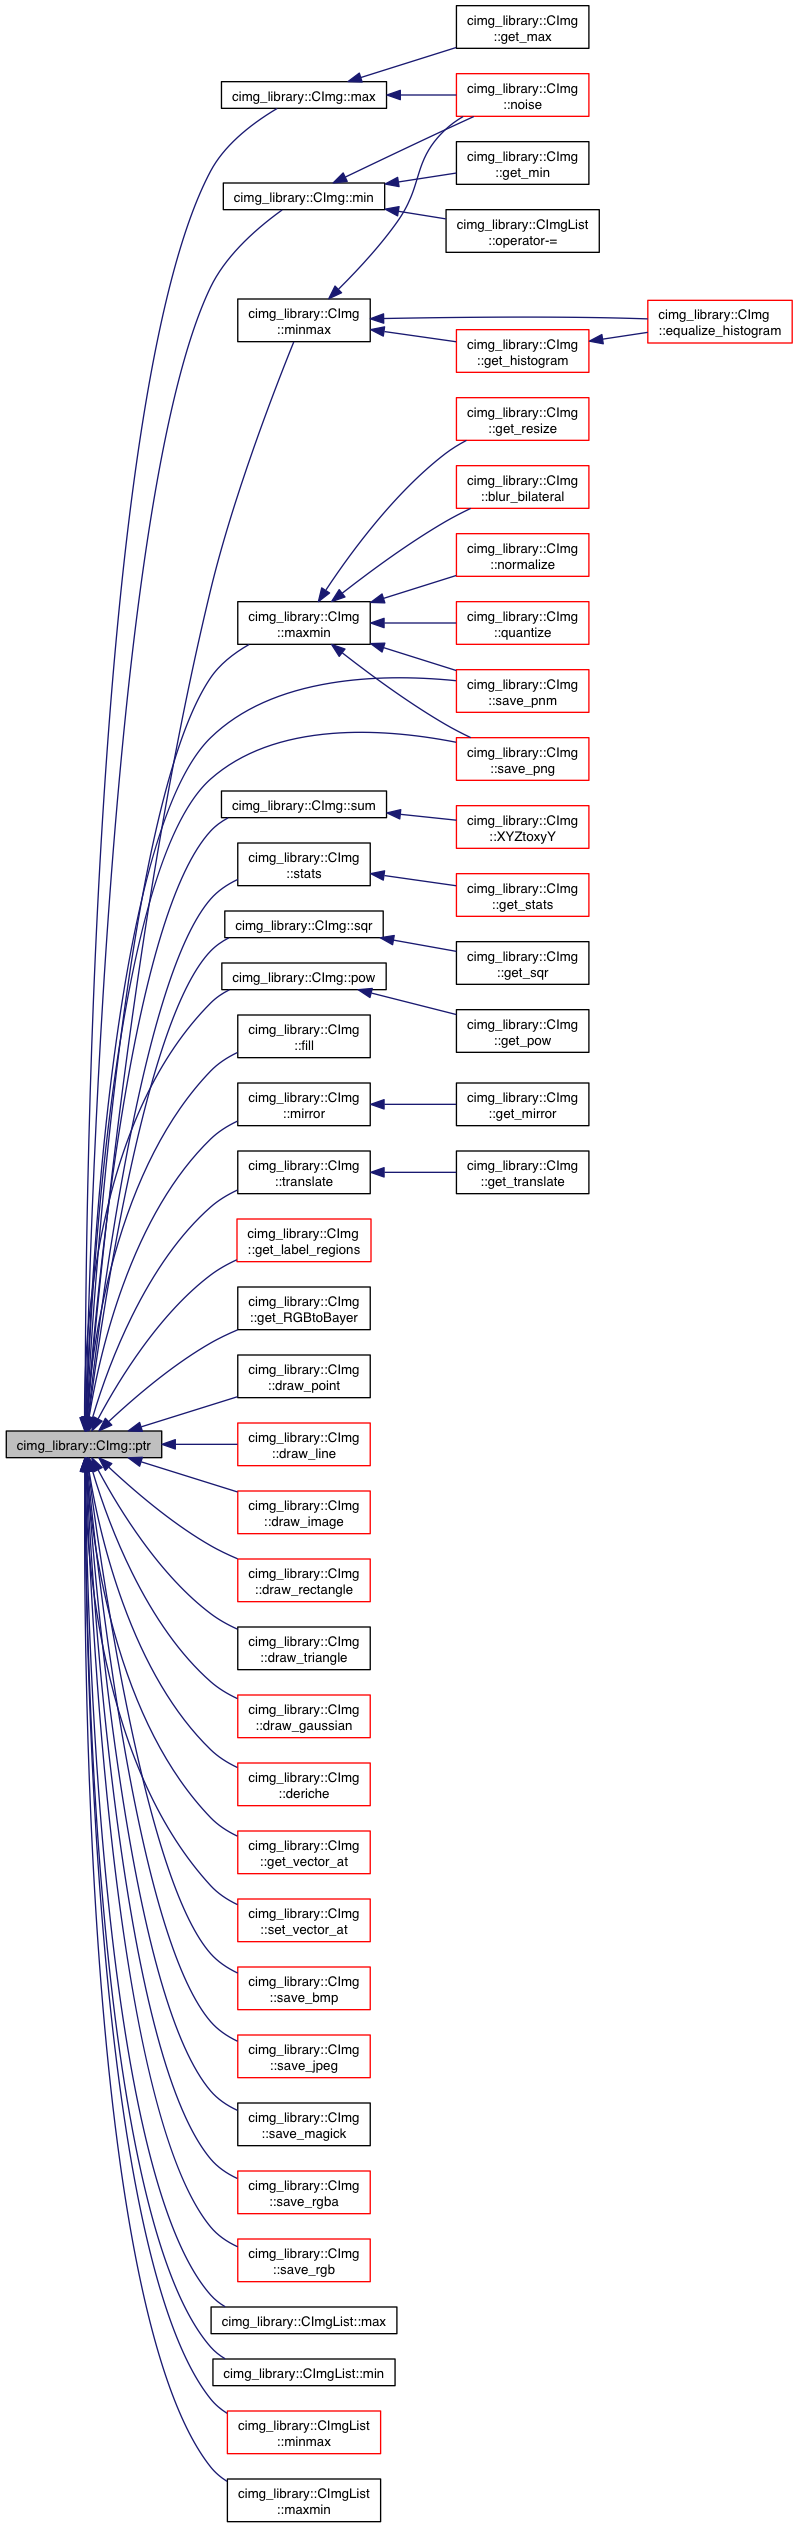 cimg_library::CImg
::get_max
cimg_library::CImg::max
cimg_library::CImg
::noise
cimg_library::CImg
::get_min
cimg_library::CImg::min
cimg_library::CImgList
::operator-=
cimg_library::CImg
::minmax
cimg_library::CImg
::equalize_histogram
cimg_library::CImg
::get_histogram
cimg_library::CImg
::get_resize
cimg_library::CImg
::blur_bilateral
cimg_library::CImg
::normalize
cimg_library::CImg
::maxmin
cimg_library::CImg
::quantize
cimg_library::CImg
::save_pnm
cimg_library::CImg
::save_png
cimg_library::CImg::sum
cimg_library::CImg
::XYZtoxyY
cimg_library::CImg
::stats
cimg_library::CImg
::get_stats
cimg_library::CImg::sqr
cimg_library::CImg
::get_sqr
cimg_library::CImg::pow
cimg_library::CImg
::get_pow
cimg_library::CImg
::fill
cimg_library::CImg
::mirror
cimg_library::CImg
::get_mirror
cimg_library::CImg
::translate
cimg_library::CImg
::get_translate
cimg_library::CImg
::get_label_regions
cimg_library::CImg
::get_RGBtoBayer
cimg_library::CImg
::draw_point
cimg_library::CImg::ptr
cimg_library::CImg
::draw_line
cimg_library::CImg
::draw_image
cimg_library::CImg
::draw_rectangle
cimg_library::CImg
::draw_triangle
cimg_library::CImg
::draw_gaussian
cimg_library::CImg
::deriche
cimg_library::CImg
::get_vector_at
cimg_library::CImg
::set_vector_at
cimg_library::CImg
::save_bmp
cimg_library::CImg
::save_jpeg
cimg_library::CImg
::save_magick
cimg_library::CImg
::save_rgba
cimg_library::CImg
::save_rgb
cimg_library::CImgList::max
cimg_library::CImgList::min
cimg_library::CImgList
::minmax
cimg_library::CImgList
::maxmin